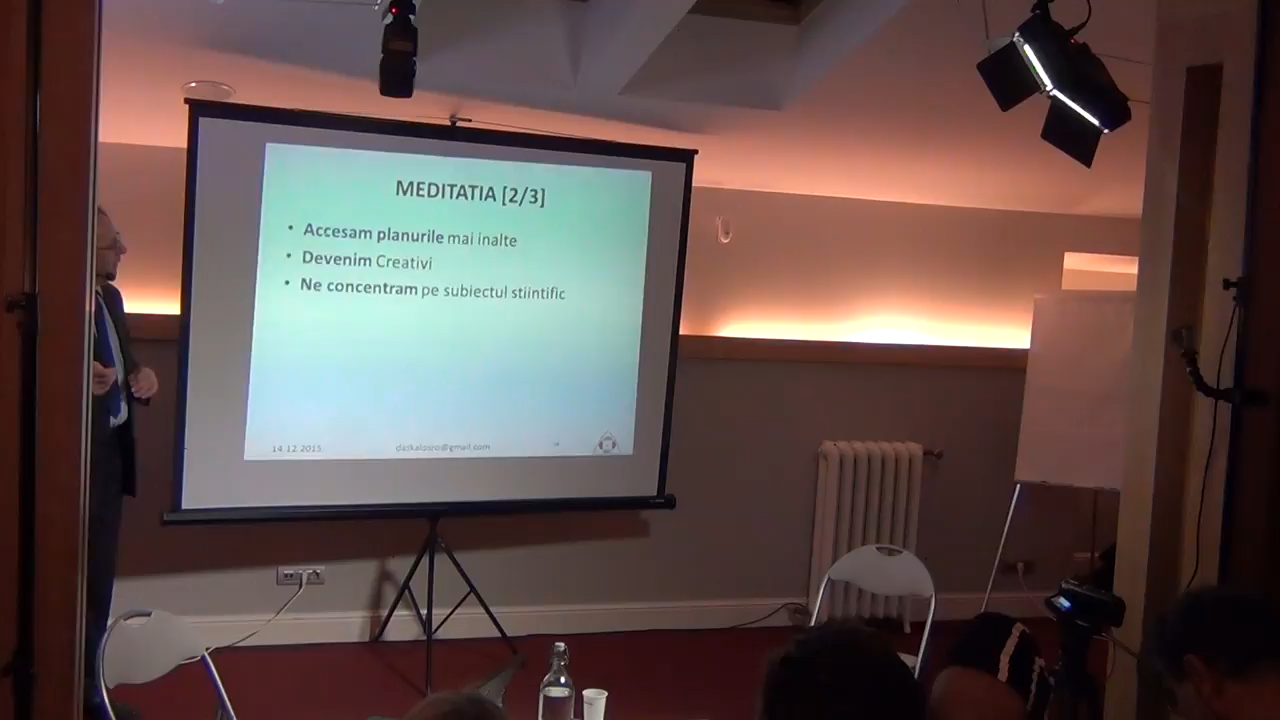 MEDITATIA [2/3]
• Accesam planurile mai inalte
• Devenim Creativi
• Ne concentram pe subiectul stiintific
14.12.2015
daskalosro@gmail.com